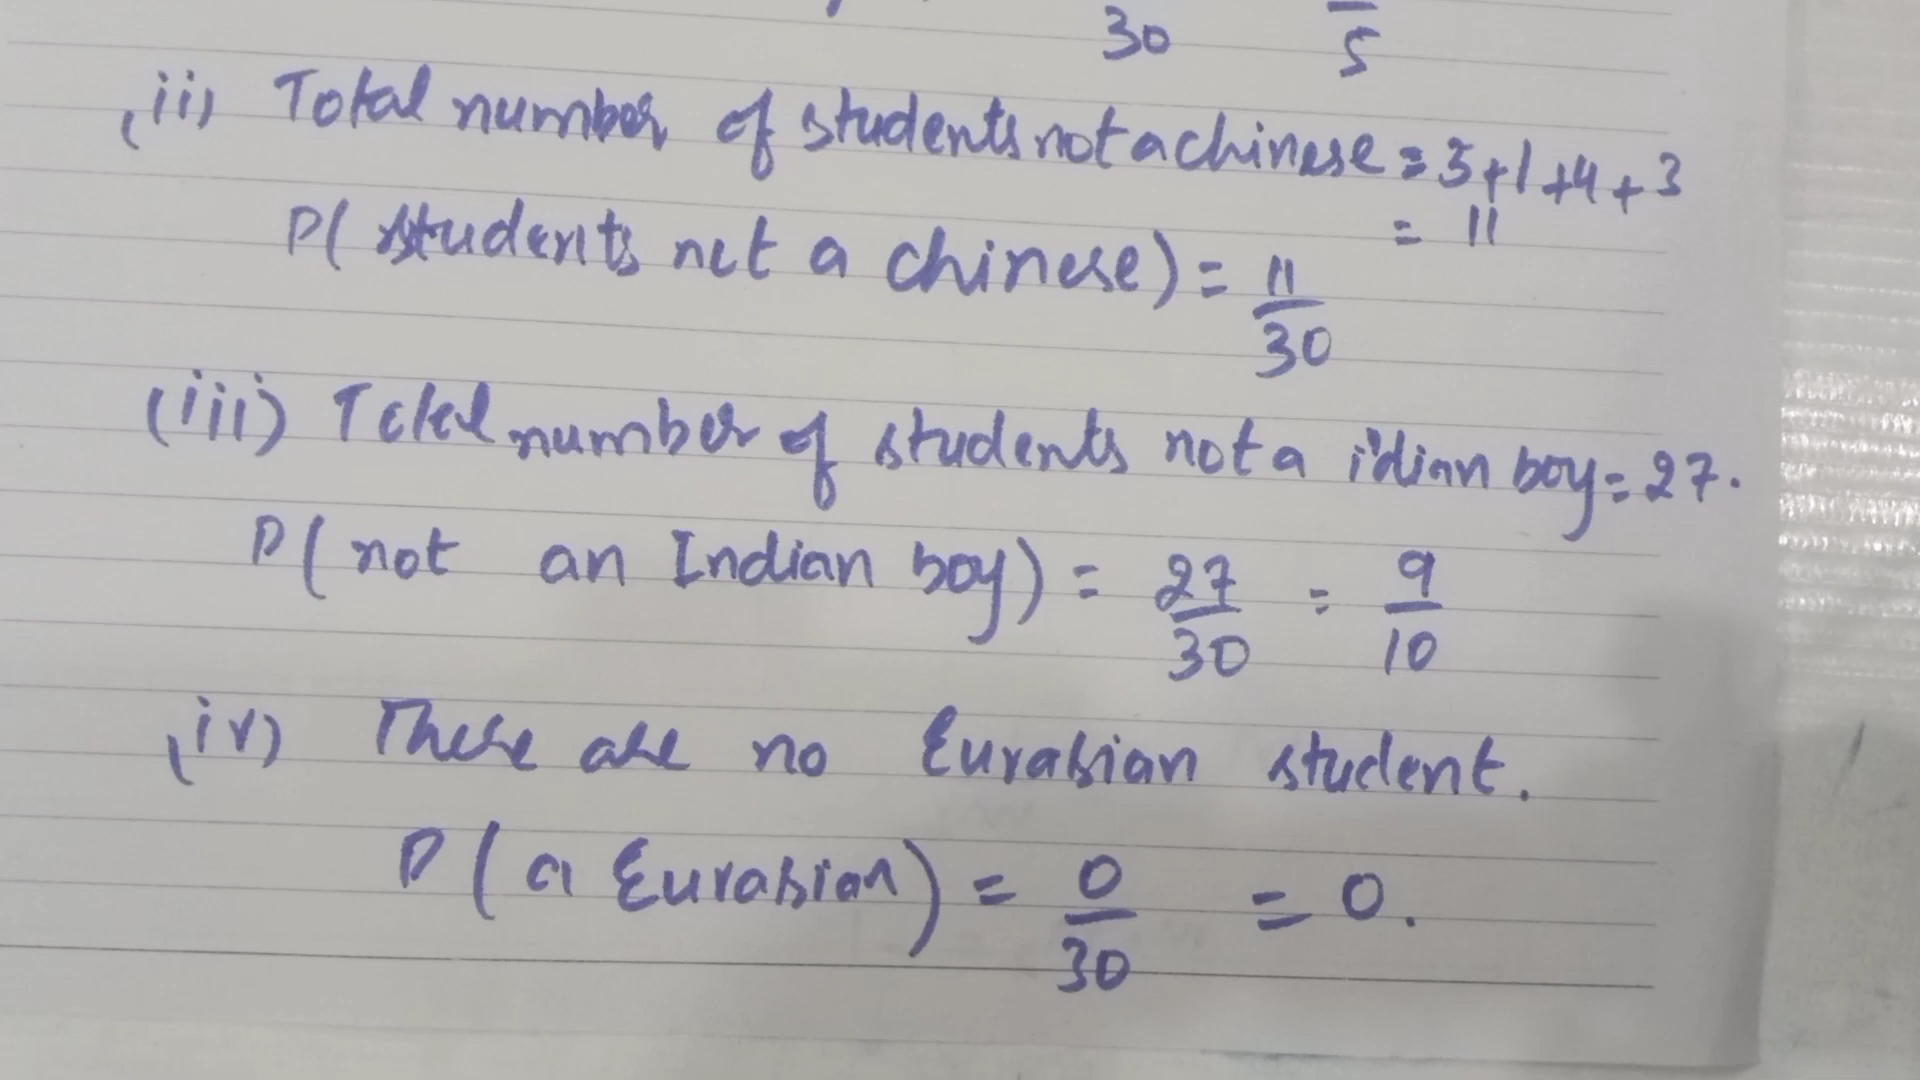 30 5
(ii) Total number of students not a chinese = 3+1+4+3
= 11
P( students not a chinese) = 11/30
(iii) Total number of students not a idian boy = 27.
P( not an Indian boy) = 27/30 = 9/10
(iv) There are no Eurasian student.
P( a Eurasian) = 0/30 = 0.